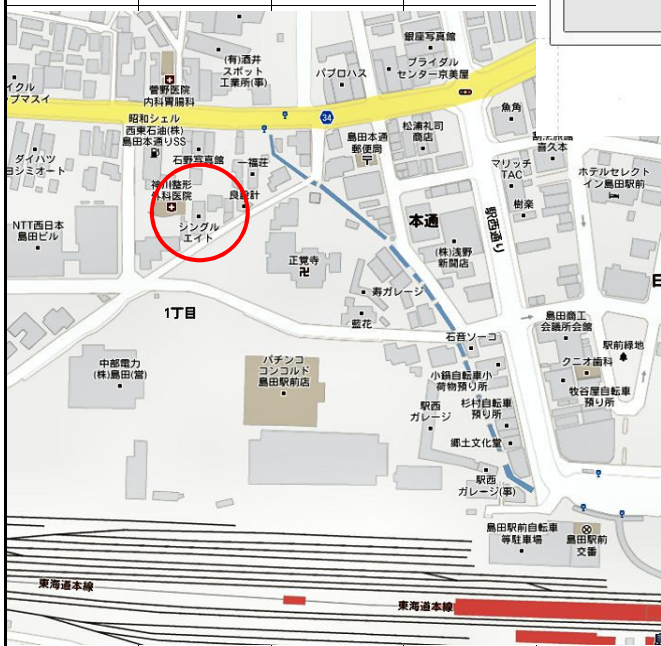 銀座写真館
(有)酒井
スポット
工業所(事)
パブロハス
ブライダル
センター京美屋
イクル
ップマスイ
菅野医院
内科胃腸科
34
魚角
昭和シェル
西東石油(株)
島田本通りSS
島田本通
郵便局
松浦礼司
商店
喜久本
ダイハツ
ヨシミオート
石野写真館
一福荘
マリッチ
TAC
ホテルセレクト
イン島田駅前
神川整形
外科医院
良設計
樹楽
NTT西日本
島田ビル
シングル
エイト
本通
駅西通り
(株)浅野
新聞店
正覚寺
寿ガレージ
1丁目
藍花
島田商工
会議所会館
石音ソーコ
駅前緑地
中部電力
(株)島田(営)
パチンコ
コンコルド
島田駅前店
小鍋自転車小
荷物預り所
クニオ歯科
駅西
ガレージ
杉村自転車
預り所
牧谷屋自転車
預り所
郷土文化堂
駅西
ガレージ(事)
島田駅前自転車
等駐車場
島田駅前
交番
東海道本線
東海道本線